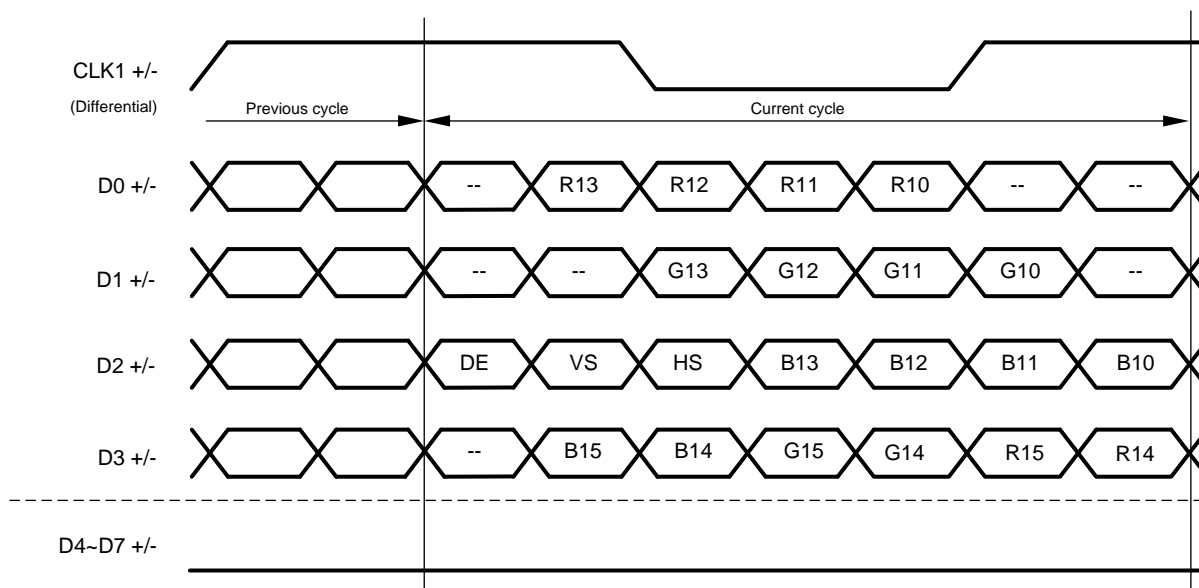 CLK1 +/-
(Differential)
Previous cycle
Current cycle
D0 +/-
-- R13 R12 R11 R10 -- --
D1 +/-
-- -- G13 G12 G11 G10 --
D2 +/-
DE VS HS B13 B12 B11 B10
D3 +/-
-- B15 B14 G15 G14 R15 R14
D4~D7 +/-